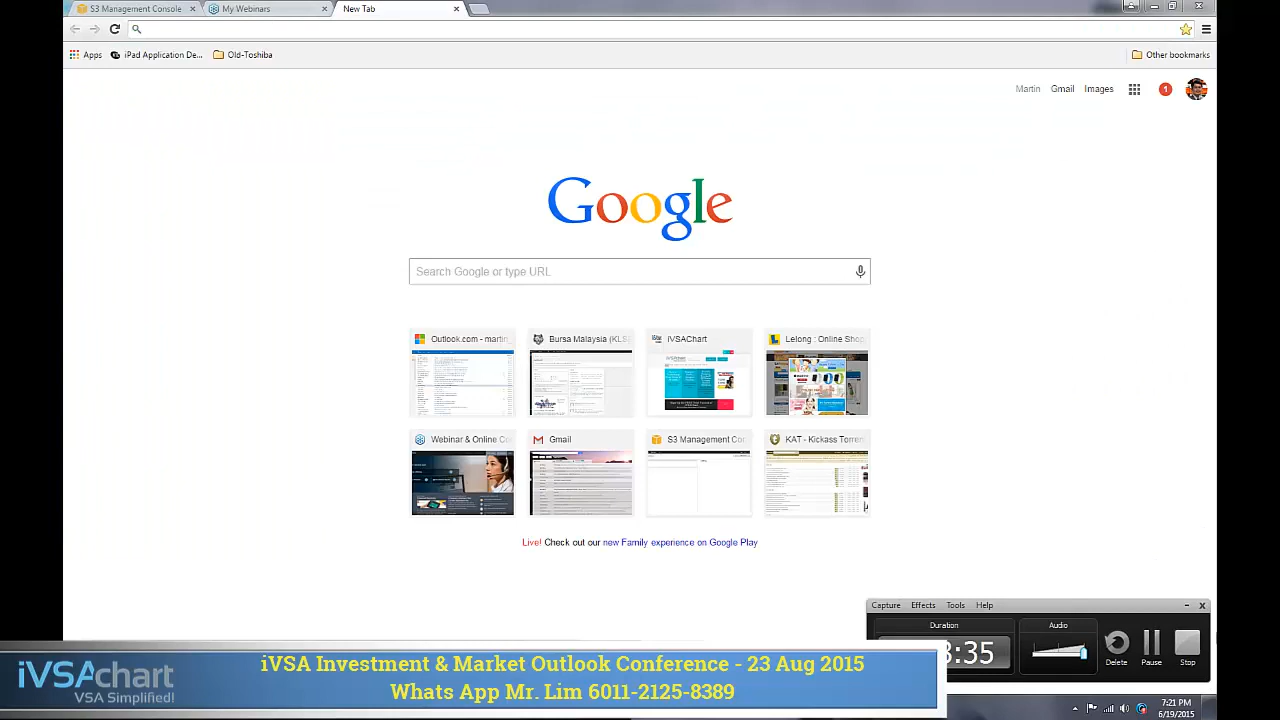 S3 Management Console
My Webinars
New Tab
Apps
iPad Application De...
Old-Toshiba
Other bookmarks
Martin
Gmail
Images
1
Google
Search Google or type URL
Outlook.com - martin
Bursa Malaysia (KLS
iVSAChart
Lelong : Online Shop
Webinar & Online Co
Gmail
S3 Management Con
KAT - Kickass Torren
Live! Check out our new Family experience on Google Play
Capture Effects Tools Help
Duration
Audio
:35
Delete
Pause
Stop
iVSAchart
VSA Simplified!
iVSA Investment & Market Outlook Conference - 23 Aug 2015
Whats App Mr. Lim 6011-2125-8389
7:21 PM
6/19/2015